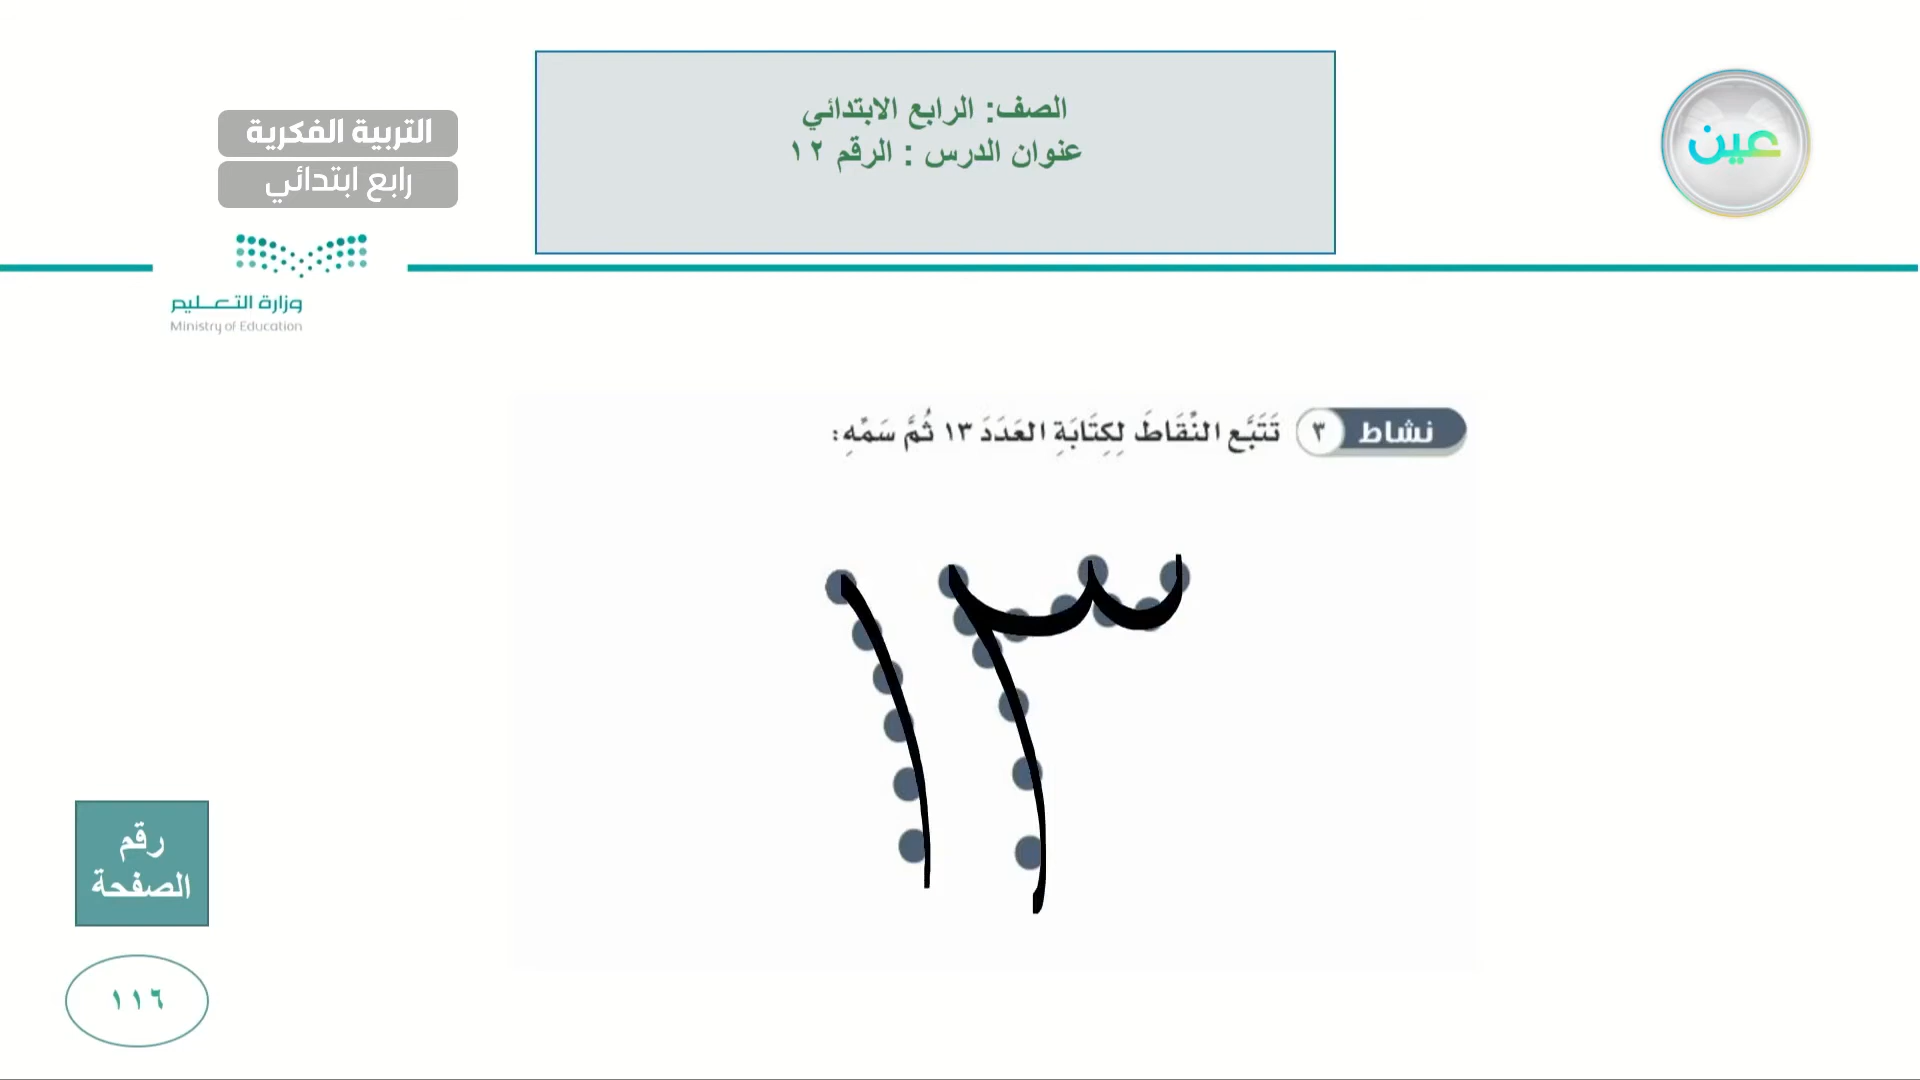 الصف: الرابع الابتدائي
عنوان الدرس : الرقم ١٢
عين
التربية الفكرية
رابع ابتدائي
وزارة التعليم
Ministry of Education
نشاط ٣ تَتَبَّع النِّقَاطَ لِكِتَابَةِ العَدَدَ ١٣ ثُمَّ سَمِّهِ:
١٣
رقم
الصفحة
١١٦